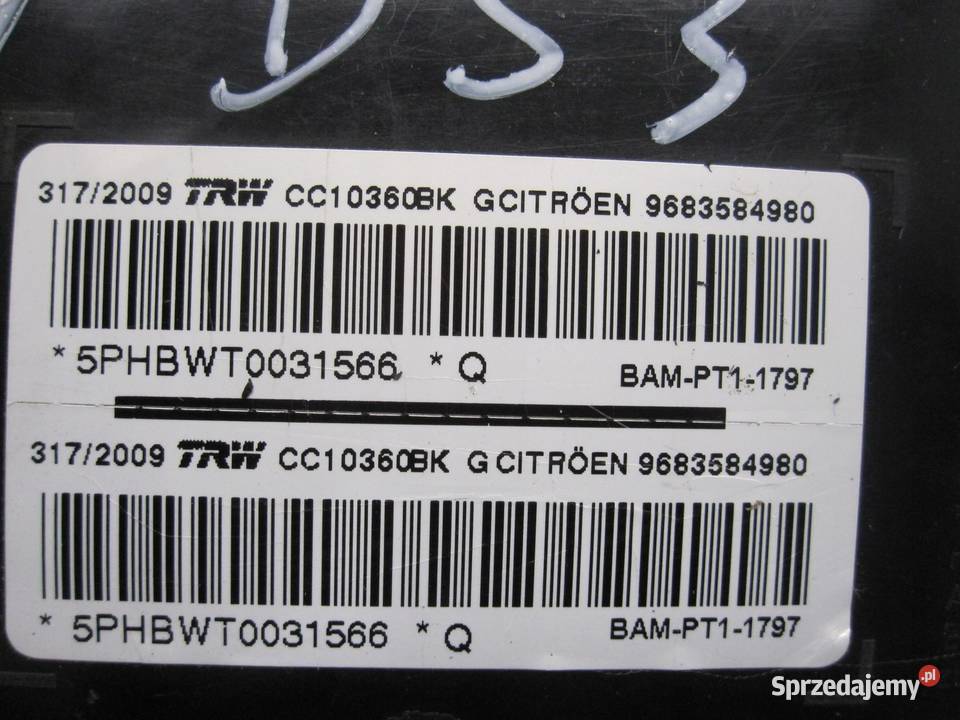 DS3
317/2009 TRW CC10360BK GCITRÖEN 9683584980
* 5PHBWT0031566 * Q
BAM-PT1-1797
317/2009 TRW CC10360BK GCITRÖEN 9683584980
* 5PHBWT0031566 * Q
BAM-PT1-1797
Sprzedajemy.pl